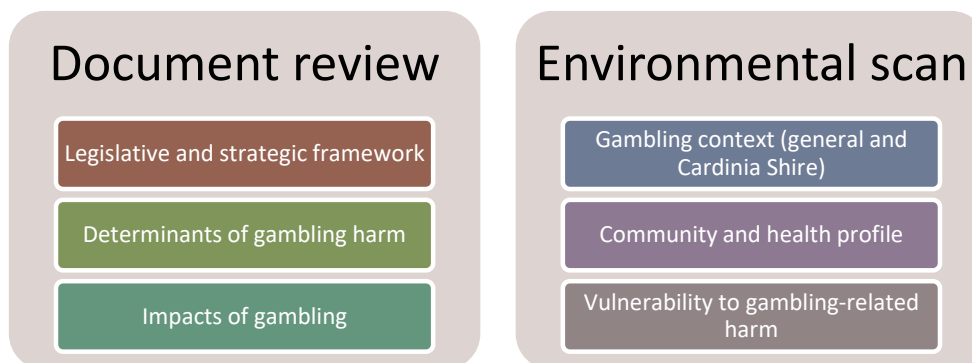 Document review
Legislative and strategic framework
Determinants of gambling harm
Impacts of gambling
Environmental scan
Gambling context (general and
Cardinia Shire)
Community and health profile
Vulnerability to gambling-related
harm